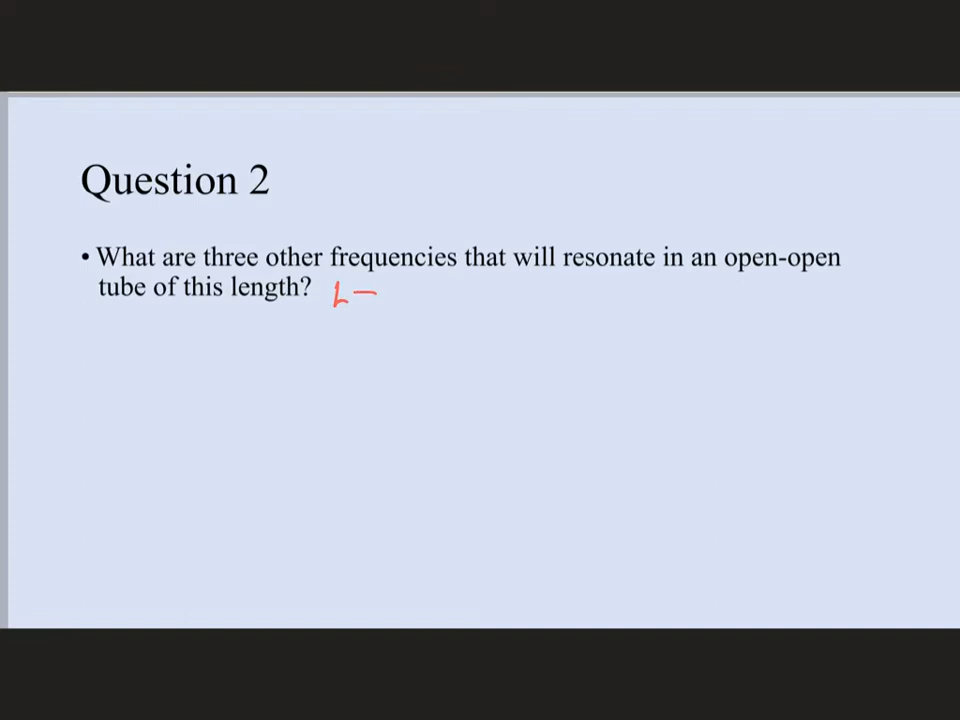 Question 2
• What are three other frequencies that will resonate in an open-open
tube of this length? L =